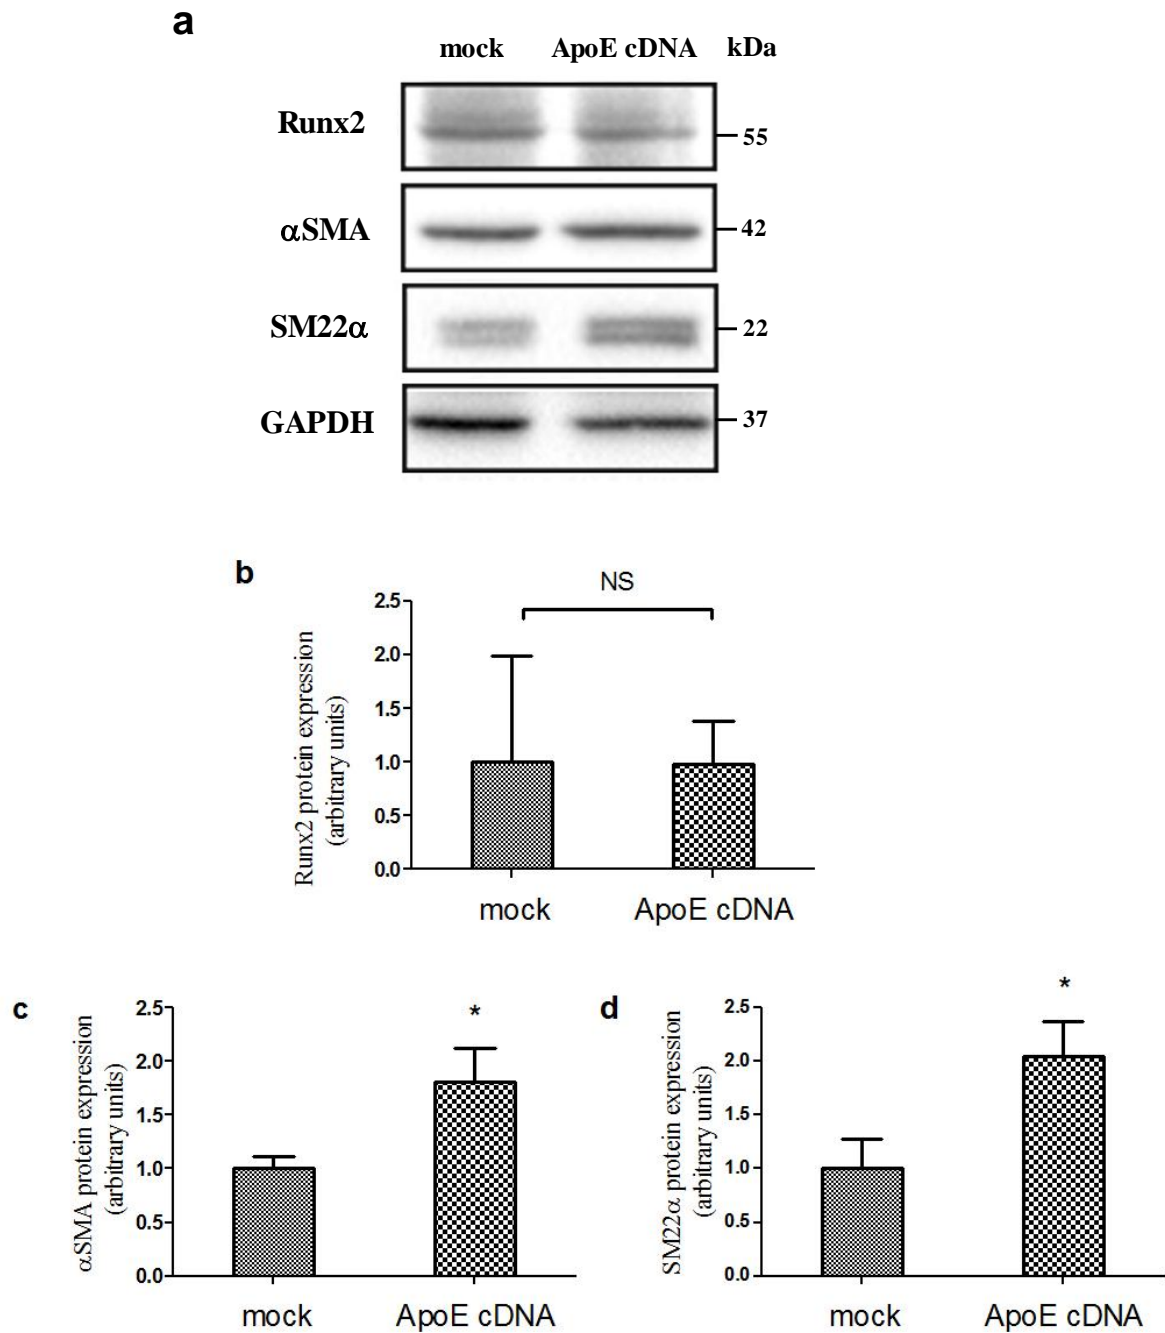 a
mock ApoE cDNA kDa
Runx2 55
αSMA 42
SM22α 22
GAPDH 37
b
NS
Runx2 protein expression
(arbitrary units)
2.5
2.0
1.5
1.0
0.5
0.0
mock ApoE cDNA
c
*
αSMA protein expression
(arbitrary units)
2.5
2.0
1.5
1.0
0.5
0.0
mock ApoE cDNA
d
*
SM22α protein expression
(arbitrary units)
2.5
2.0
1.5
1.0
0.5
0.0
mock ApoE cDNA